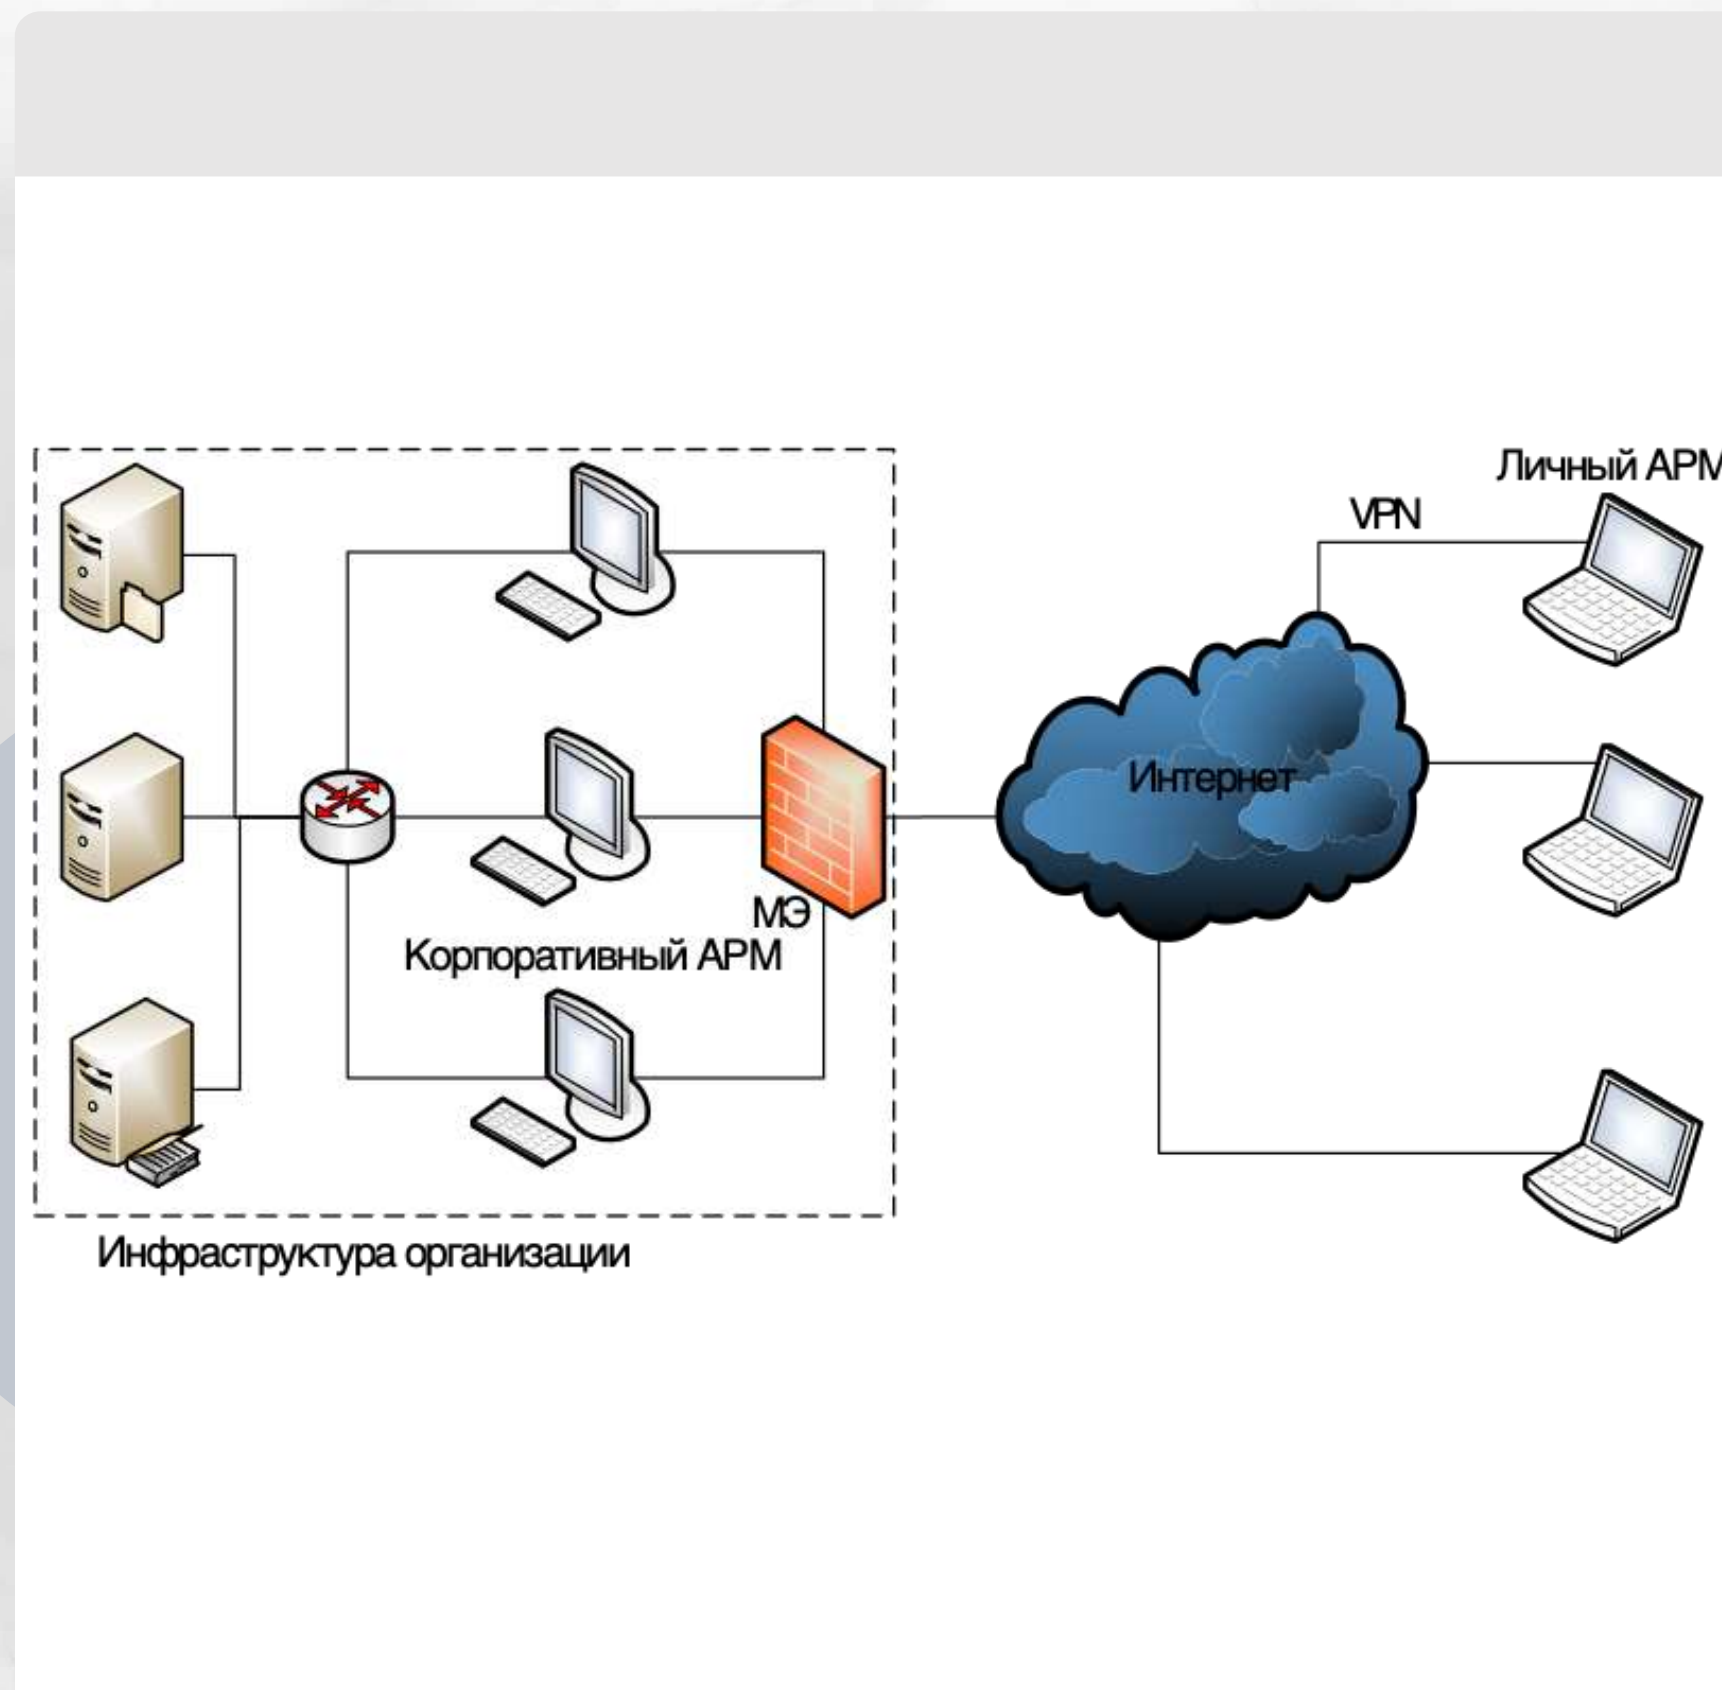 Личный АРМ
VPN
Интернет
МЭ
Корпоративный АРМ
Инфраструктура организации